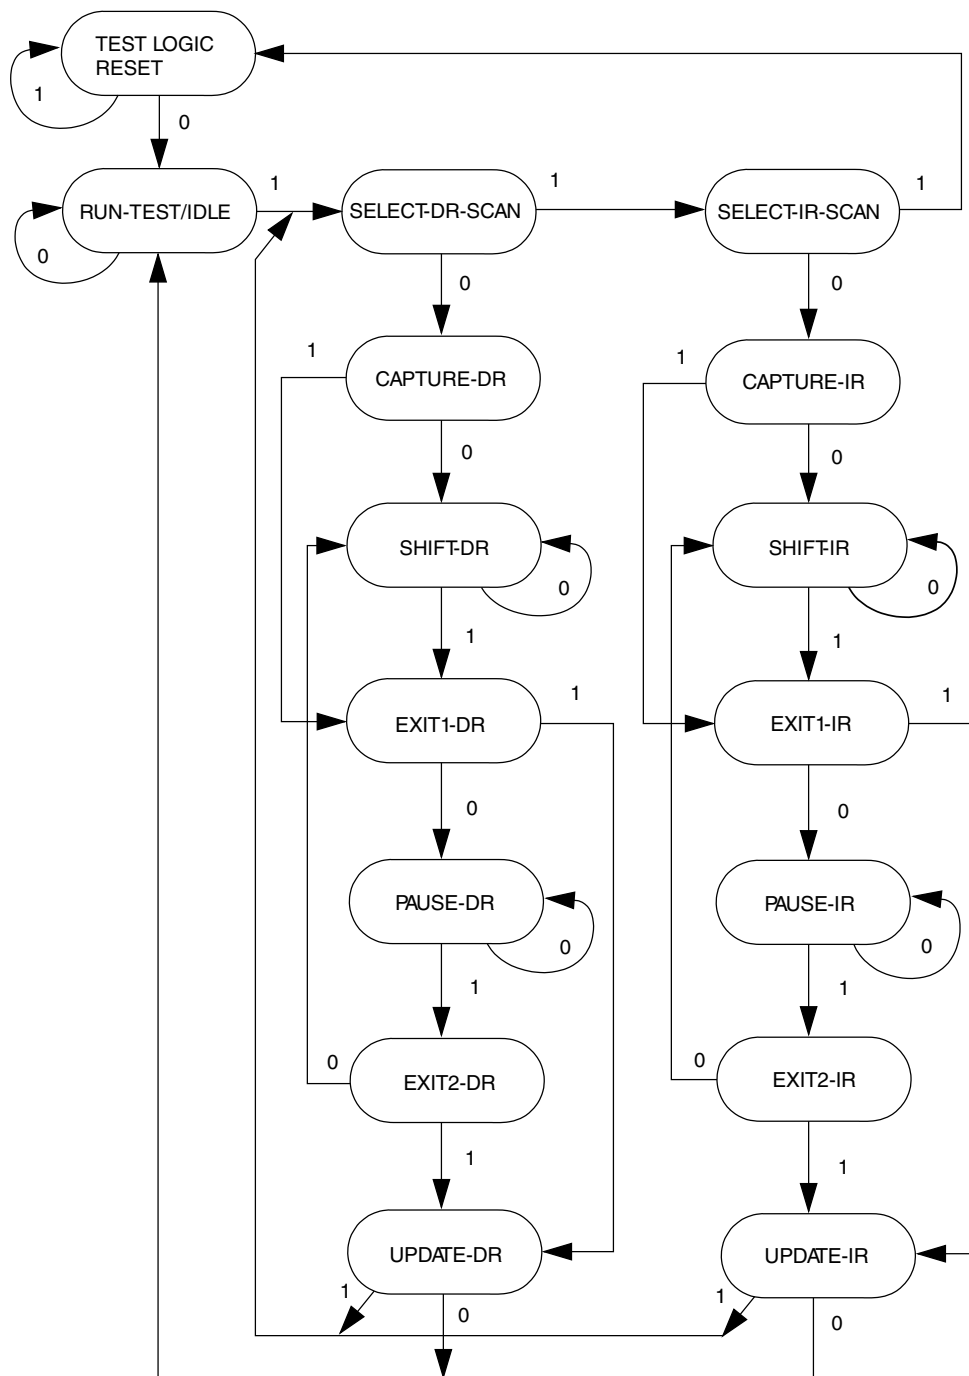 TEST LOGIC
RESET
1
0
RUN-TEST/IDLE
1
0
SELECT-DR-SCAN
1
SELECT-IR-SCAN
1
0
0
1
CAPTURE-DR
1
CAPTURE-IR
0
0
SHIFT-DR
0
SHIFT-IR
0
1
1
EXIT1-DR
1
EXIT1-IR
1
0
0
PAUSE-DR
0
PAUSE-IR
0
1
1
0
EXIT2-DR
0
EXIT2-IR
1
1
UPDATE-DR
UPDATE-IR
1
0
1
0